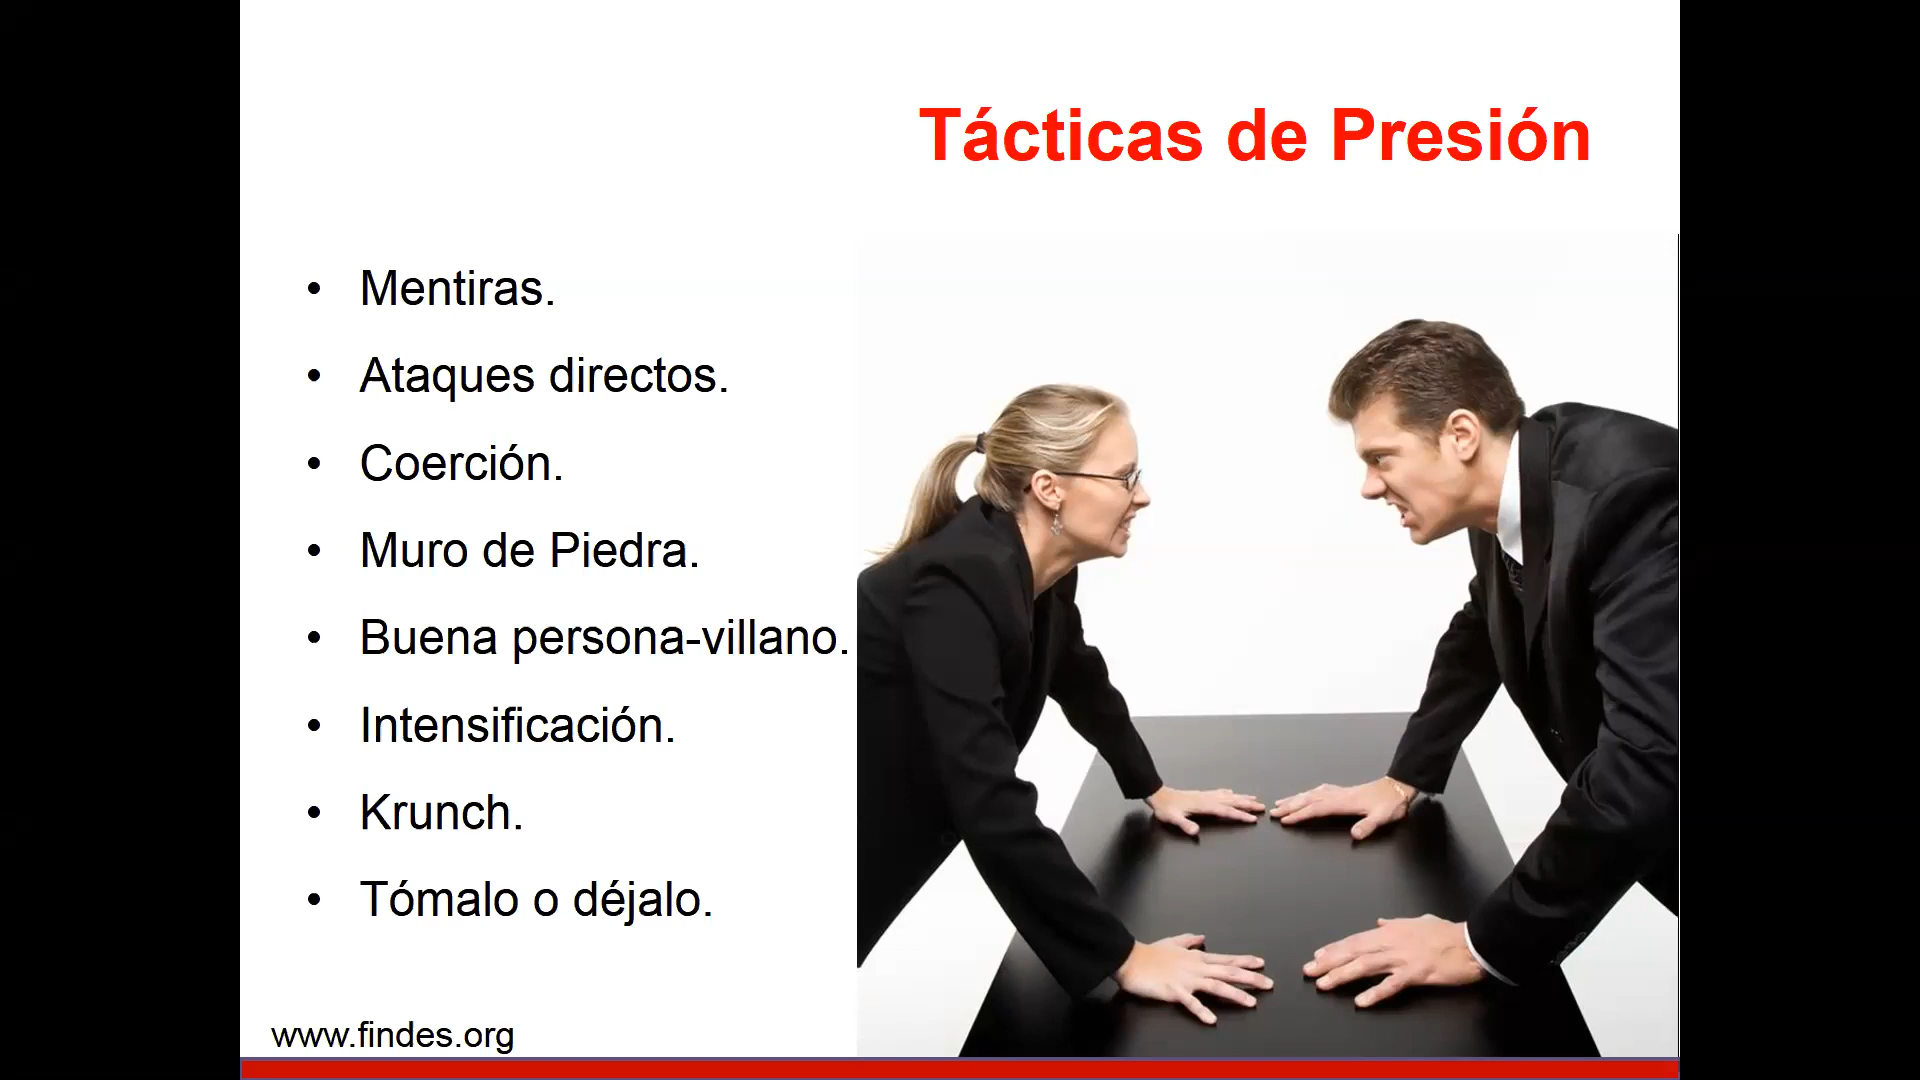 Tácticas de Presión
• Mentiras.
• Ataques directos.
• Coerción.
• Muro de Piedra.
• Buena persona-villano.
• Intensificación.
• Krunch.
• Tómalo o déjalo.
www.findes.org